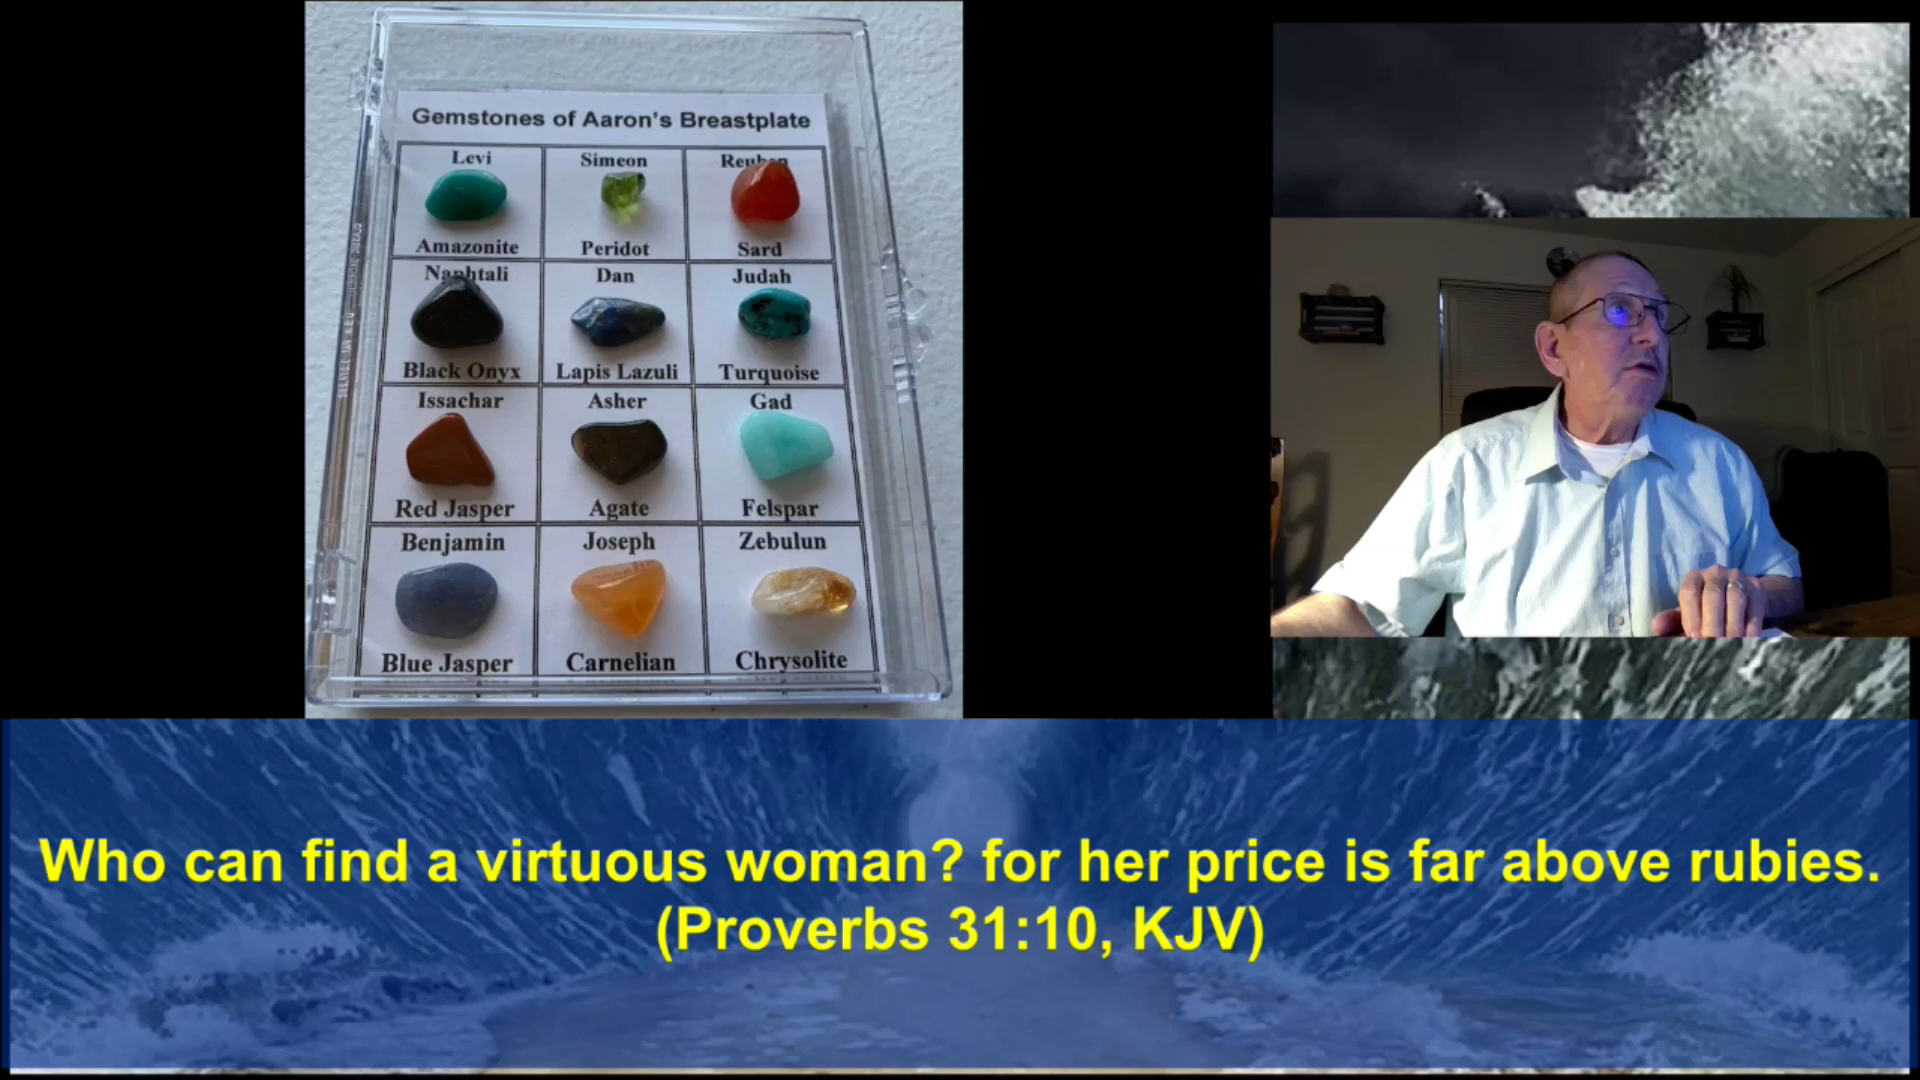 Gemstones of Aaron's Breastplate
Levi Simeon Reuben
Amazonite Peridot Sard
Naphtali Dan Judah
Black Onyx Lapis Lazuli Turquoise
Issachar Asher Gad
Red Jasper Agate Felspar
Benjamin Joseph Zebulun
Blue Jasper Carnelian Chrysolite
Who can find a virtuous woman? for her price is far above rubies.
(Proverbs 31:10, KJV)